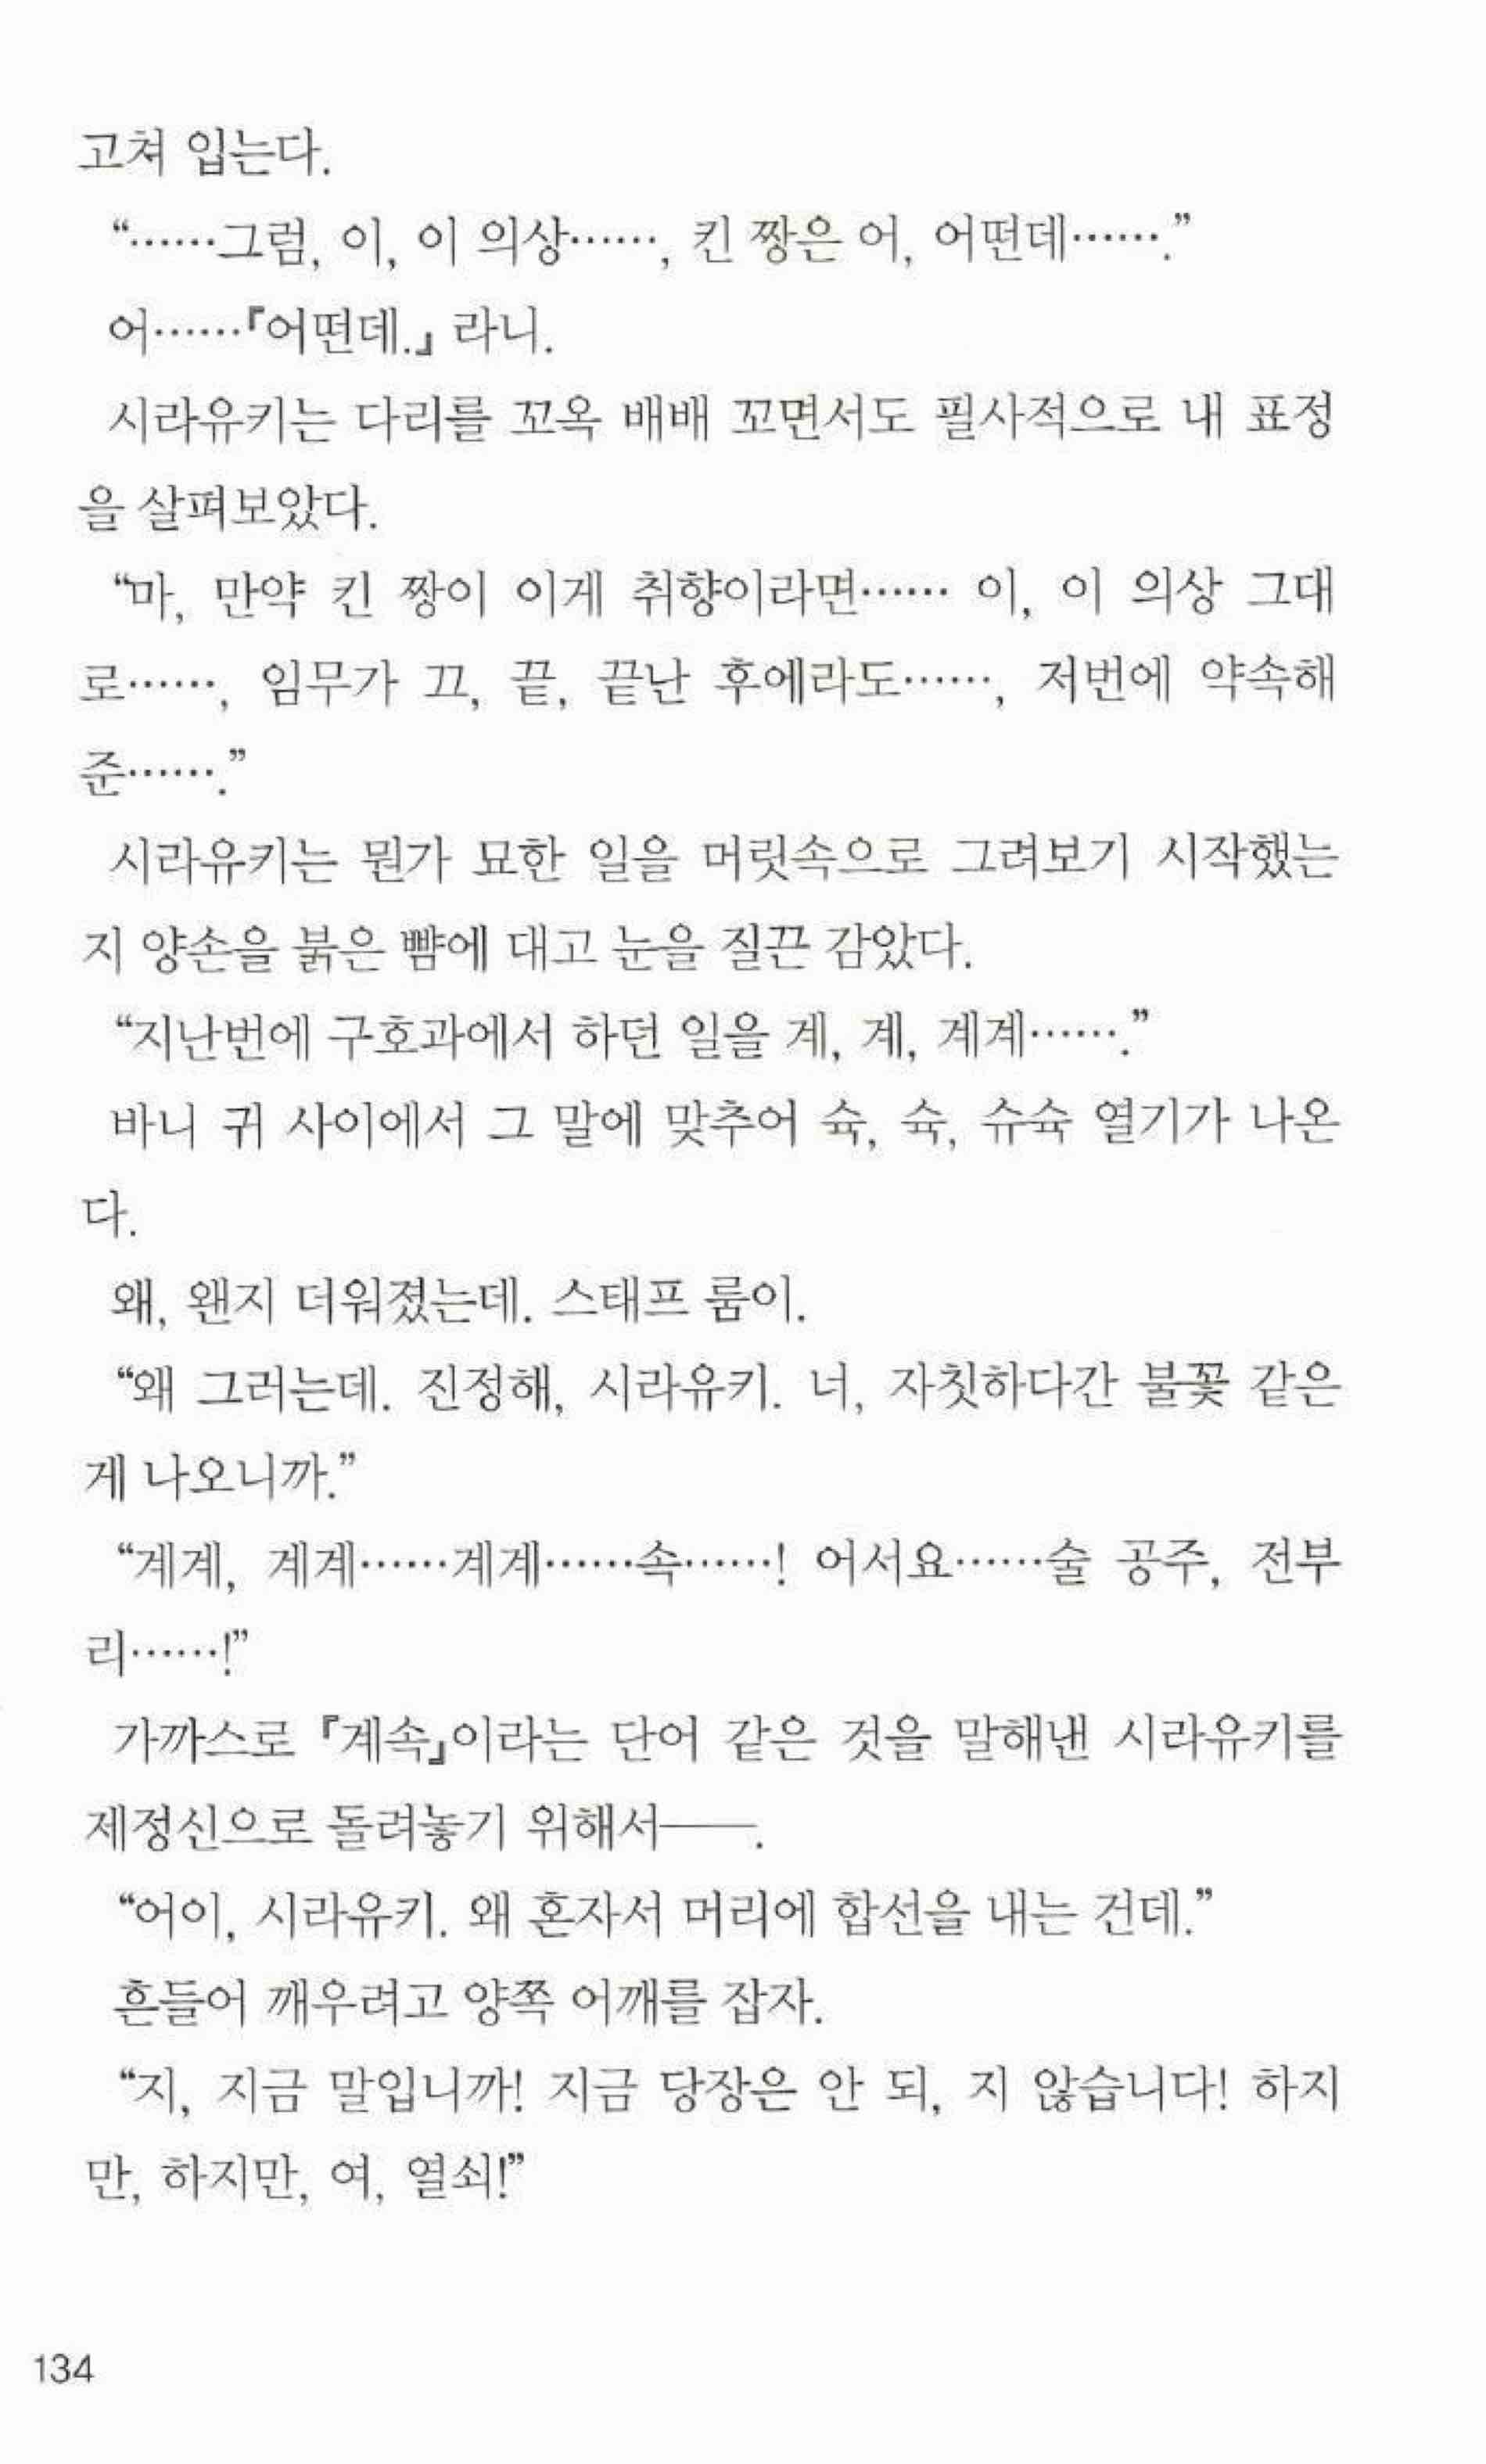 고쳐 입는다.
“……그럼, 이, 이 의상……, 킨 짱은 어, 어떤데…….”
어……『어떤데.』 라니.
시라유키는 다리를 꼬옥 배배 꼬면서도 필사적으로 내 표정
을 살펴보았다.
“마, 만약 킨 짱이 이게 취향이라면…… 이, 이 의상 그대
로……, 임무가 끄, 끝, 끝난 후에라도……, 저번에 약속해
준…….”
시라유키는 뭔가 묘한 일을 머릿속으로 그려보기 시작했는
지 양손을 붉은 뺨에 대고 눈을 질끈 감았다.
“지난번에 구호과에서 하던 일을 계, 계, 계계…….”
바니 귀 사이에서 그 말에 맞추어 슉, 슉, 슈슉 열기가 나온
다.
왜, 왠지 더워졌는데. 스태프 룸이.
“왜 그러는데. 진정해, 시라유키. 너, 자칫하다간 불꽃 같은
게 나오니까.”
“계계, 계계……계계……속……! 어서요……술 공주, 전부
리……!”
가까스로 『계속』이라는 단어 같은 것을 말해낸 시라유키를
제정신으로 돌려놓기 위해서――.
“어이, 시라유키. 왜 혼자서 머리에 합선을 내는 건데.”
흔들어 깨우려고 양쪽 어깨를 잡자.
“지, 지금 말입니까! 지금 당장은 안 되, 지 않습니다! 하지
만, 하지만, 여, 열쇠!”
134